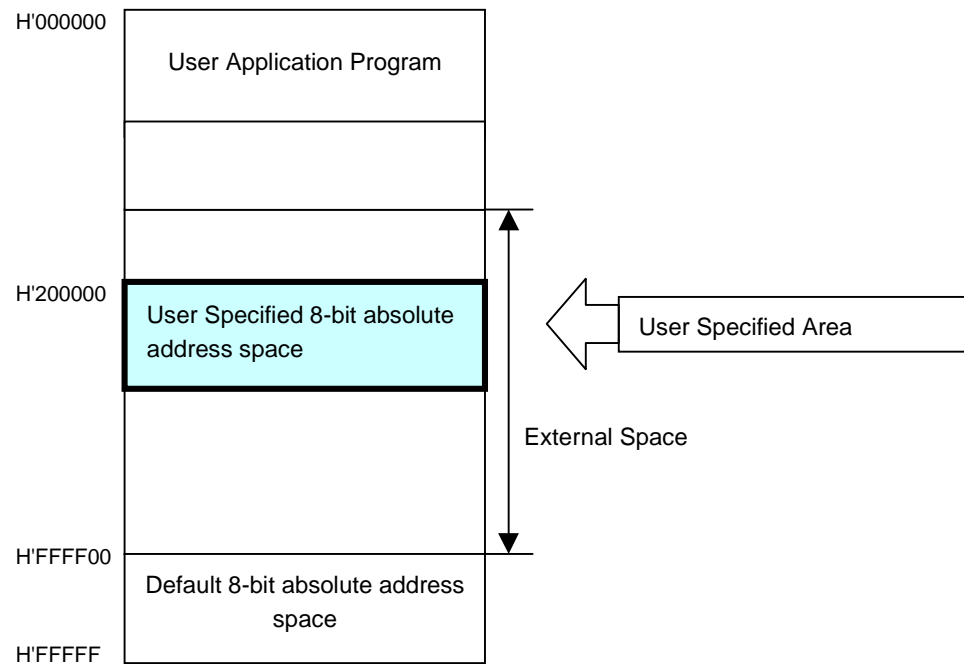 H'000000
User Application Program
H'200000
User Specified 8-bit absolute
address space
User Specified Area
External Space
H'FFFF00
Default 8-bit absolute address
space
H'FFFFF